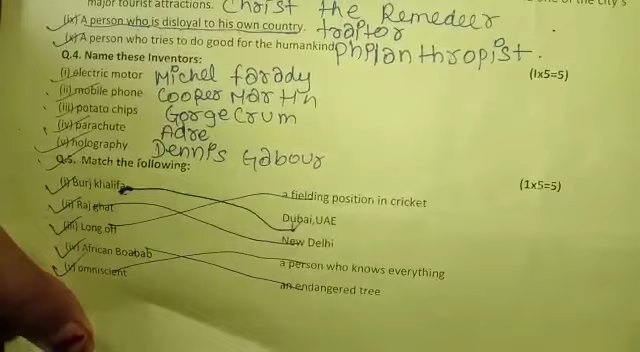 major tourist attractions. Christ the Remedeer
(ix) A person who is disloyal to his own country. traitor
(x) A person who tries to do good for the humankind Philanthropist.
Q.4. Name these Inventors: (1x5=5)
(i) electric motor Michel farady
(ii) mobile phone Cooper Martin
(iii) potato chips Gorge Crum
(iv) parachute Adre
(v) holography Dennis Gabour
Q.5. Match the following: (1x5=5)
(i) Burj khalifa a fielding position in cricket
(ii) Raj ghat Dubai,UAE
(iii) Long off New Delhi
(iv) African Boabab a person who knows everything
(v) omniscient an endangered tree